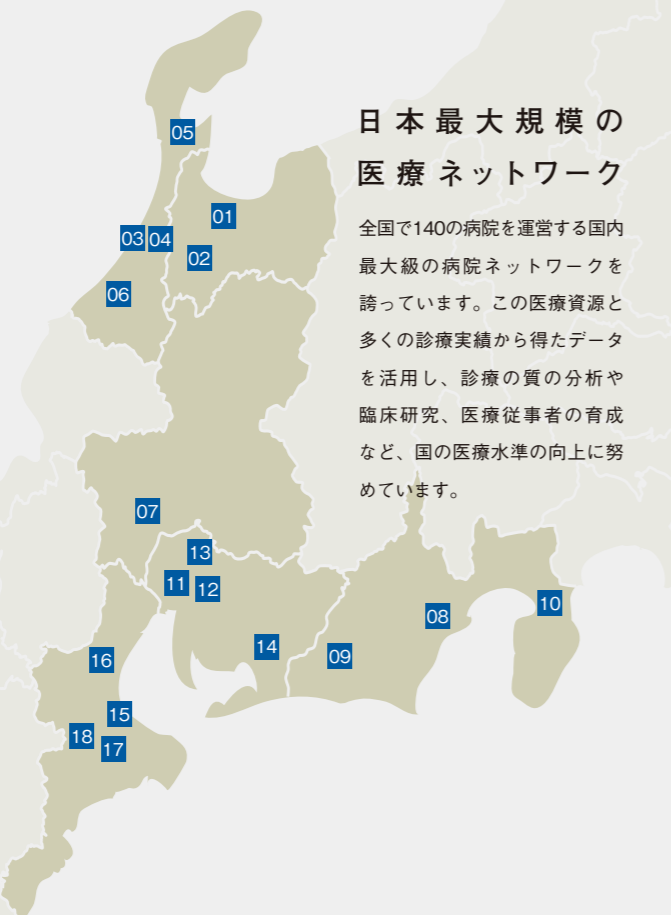 日本最大規模の
医療ネットワーク
全国で140の病院を運営する国内
最大級の病院ネットワークを
誇っています。この医療資源と
多くの診療実績から得たデータ
を活用し、診療の質の分析や
臨床研究、医療従事者の育成
など、国の医療水準の向上に努
めています。
05
01
03 04
02
06
07
13
11 12
10
08
14
09
16
15
18
17